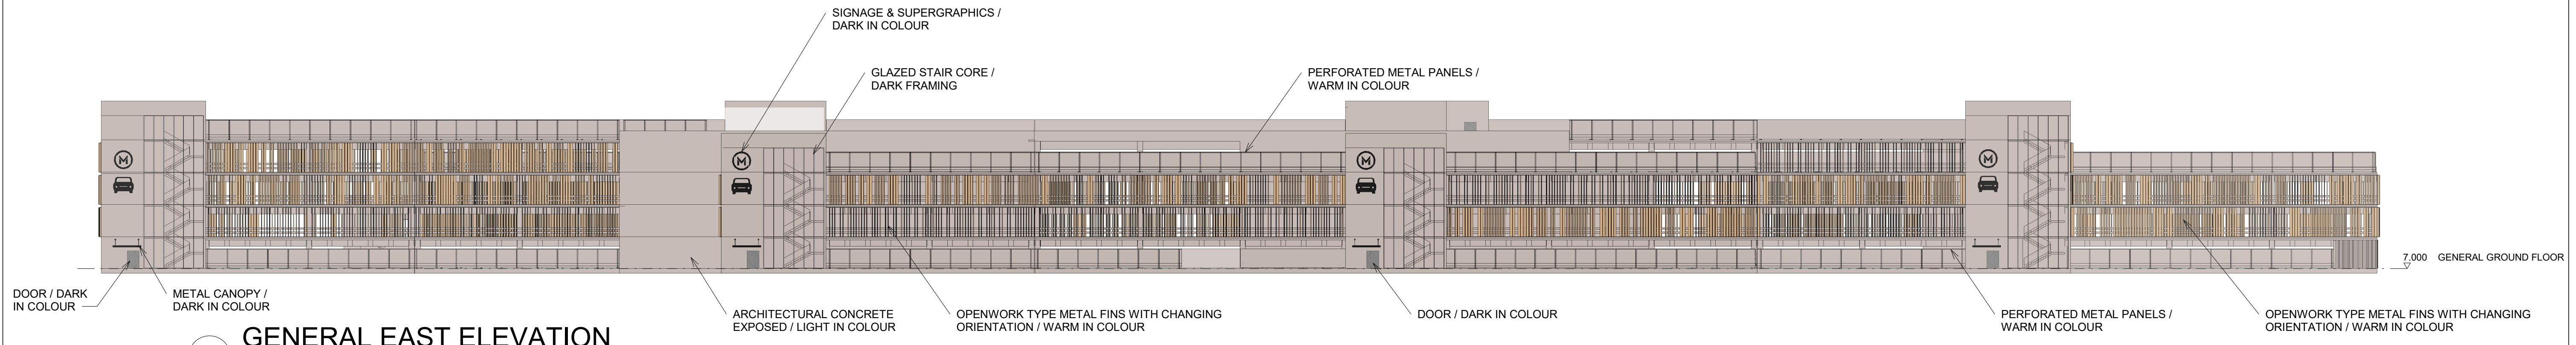 SIGNAGE & SUPERGRAPHICS /
DARK IN COLOUR
GLAZED STAIR CORE /
DARK FRAMING
PERFORATED METAL PANELS /
WARM IN COLOUR
M
M
M
M
7.000 GENERAL GROUND FLOOR
DOOR / DARK
IN COLOUR
METAL CANOPY /
DARK IN COLOUR
ARCHITECTURAL CONCRETE
EXPOSED / LIGHT IN COLOUR
OPENWORK TYPE METAL FINS WITH CHANGING
ORIENTATION / WARM IN COLOUR
DOOR / DARK IN COLOUR
PERFORATED METAL PANELS /
WARM IN COLOUR
OPENWORK TYPE METAL FINS WITH CHANGING
ORIENTATION / WARM IN COLOUR
GENERAL EAST ELEVATION